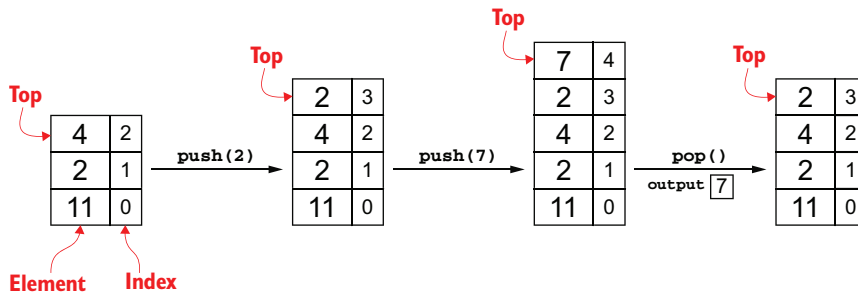 Top
4 2
2 1
11 0
Element
Index
push(2)
Top
2 3
4 2
2 1
11 0
push(7)
Top
7 4
2 3
4 2
2 1
11 0
pop()
output 7
Top
2 3
4 2
2 1
11 0